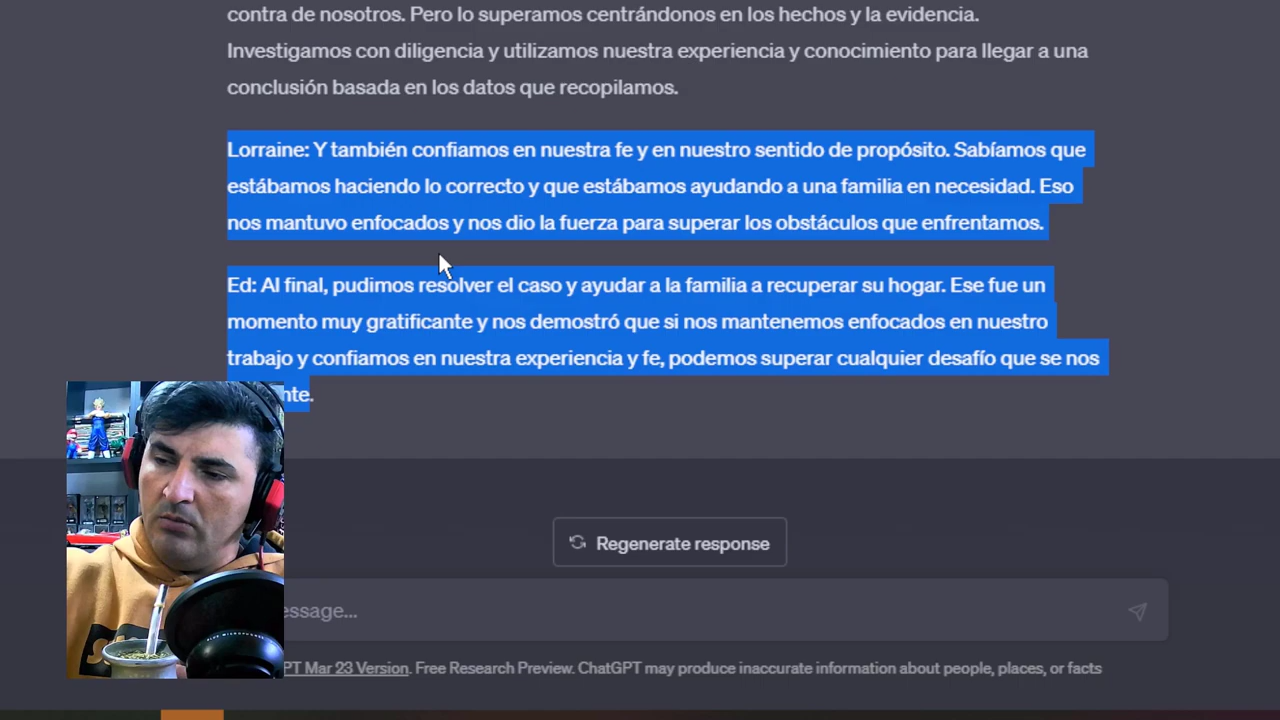 contra de nosotros. Pero lo superamos centrándonos en los hechos y la evidencia.
Investigamos con diligencia y utilizamos nuestra experiencia y conocimiento para llegar a una
conclusión basada en los datos que recopilamos.
Lorraine: Y también confiamos en nuestra fe y en nuestro sentido de propósito. Sabíamos que
estábamos haciendo lo correcto y que estábamos ayudando a una familia en necesidad. Eso
nos mantuvo enfocados y nos dio la fuerza para superar los obstáculos que enfrentamos.
Ed: Al final, pudimos resolver el caso y ayudar a la familia a recuperar su hogar. Ese fue un
momento muy gratificante y nos demostró que si nos mantenemos enfocados en nuestro
trabajo y confiamos en nuestra experiencia y fe, podemos superar cualquier desafío que se nos
nte.
Regenerate response
essage...
PT Mar 23 Version. Free Research Preview. ChatGPT may produce inaccurate information about people, places, or facts